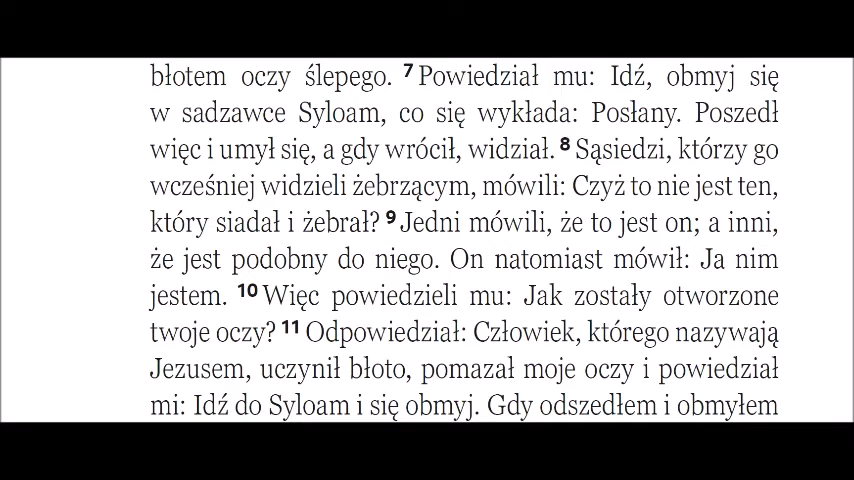 błotem oczy ślepego. 7 Powiedział mu: Idź, obmyj się
w sadzawce Syloam, co się wykłada: Posłany. Poszedł
więc i umył się, a gdy wrócił, widział. 8 Sąsiedzi, którzy go
wcześniej widzieli żebrzącym, mówili: Czyż to nie jest ten,
który siadał i żebrał? 9 Jedni mówili, że to jest on; a inni,
że jest podobny do niego. On natomiast mówił: Ja nim
jestem. 10 Więc powiedzieli mu: Jak zostały otworzone
twoje oczy? 11 Odpowiedział: Człowiek, którego nazywają
Jezusem, uczynił błoto, pomazał moje oczy i powiedział
mi: Idź do Syloam i się obmyj. Gdy odszedłem i obmyłem